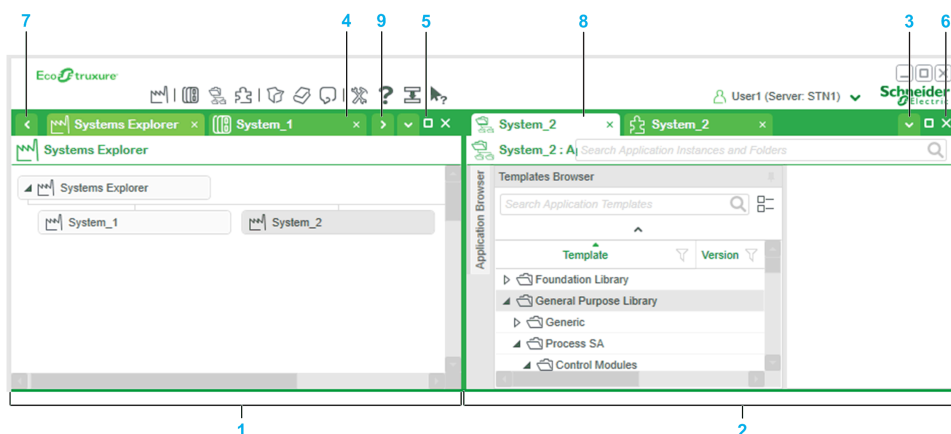 7 4 9 5 8 3 6
EcoStruxure
User1 (Server: STN1)
Schneider
Electric
Systems Explorer
System_1
System_2
System_2
Systems Explorer
System_2 : Search Application Instances and Folders
Systems Explorer
System_1
System_2
Application Browser
Templates Browser
Search Application Templates
Template Version
Foundation Library
General Purpose Library
Generic
Process SA
Control Modules
1 2